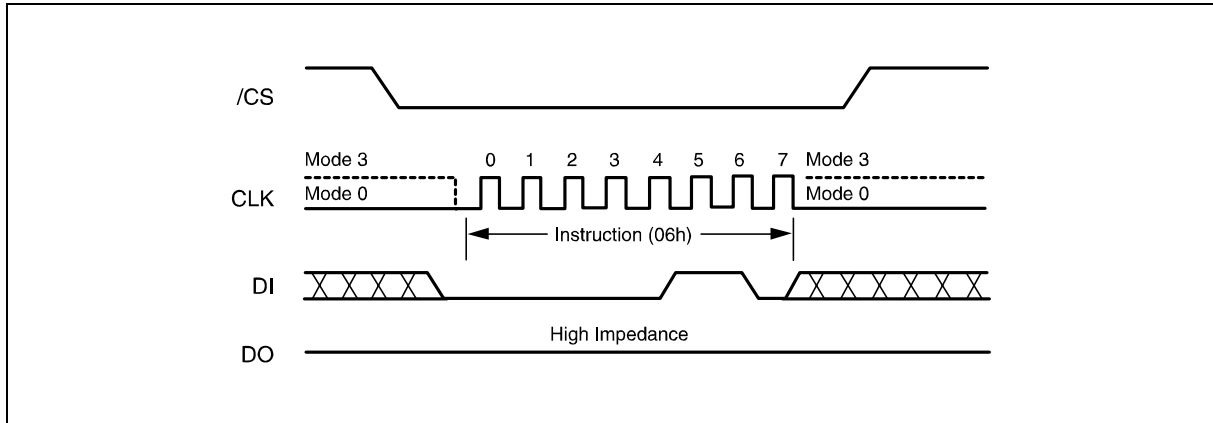 /CS
Mode 3
0 1 2 3 4 5 6 7
Mode 3
CLK
Mode 0
Mode 0
Instruction (06h)
DI
High Impedance
DO